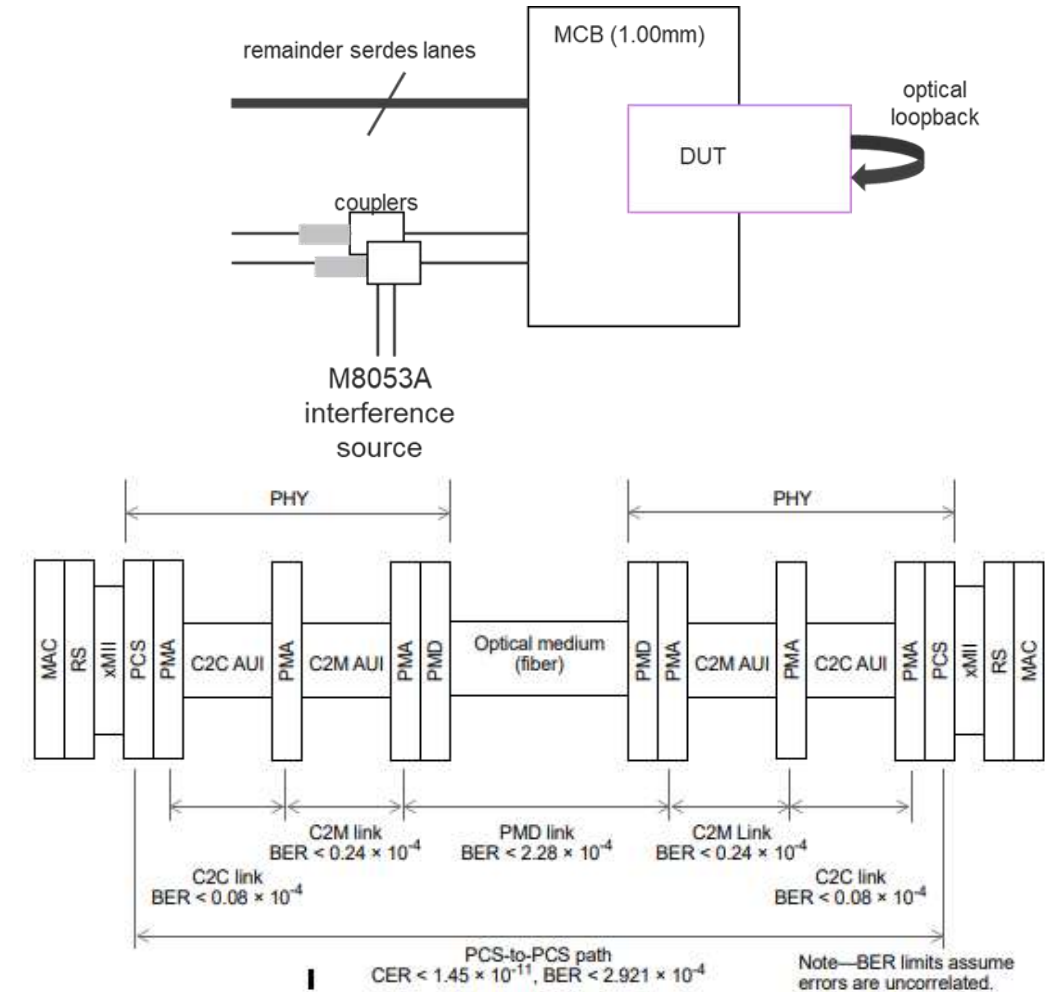 remainder serdes lanes
MCB (1.00mm)
optical
loopback
DUT
couplers
M8053A
interference
source
PHY
PHY
MAC
RS
xMII
PCS
PMA
C2C AUI
PMA
C2M AUI
PMA
PMD
Optical medium
(fiber)
PMD
PMA
C2M AUI
PMA
C2C AUI
PMA
PCS
xMII
RS
MAC
C2M link
BER < 0.24 × 10⁻⁴
PMD link
BER < 2.28 × 10⁻⁴
C2M Link
BER < 0.24 × 10⁻⁴
C2C link
BER < 0.08 × 10⁻⁴
C2C link
BER < 0.08 × 10⁻⁴
PCS-to-PCS path
CER < 1.45 × 10⁻¹¹, BER < 2.921 × 10⁻⁴
Note—BER limits assume
errors are uncorrelated.